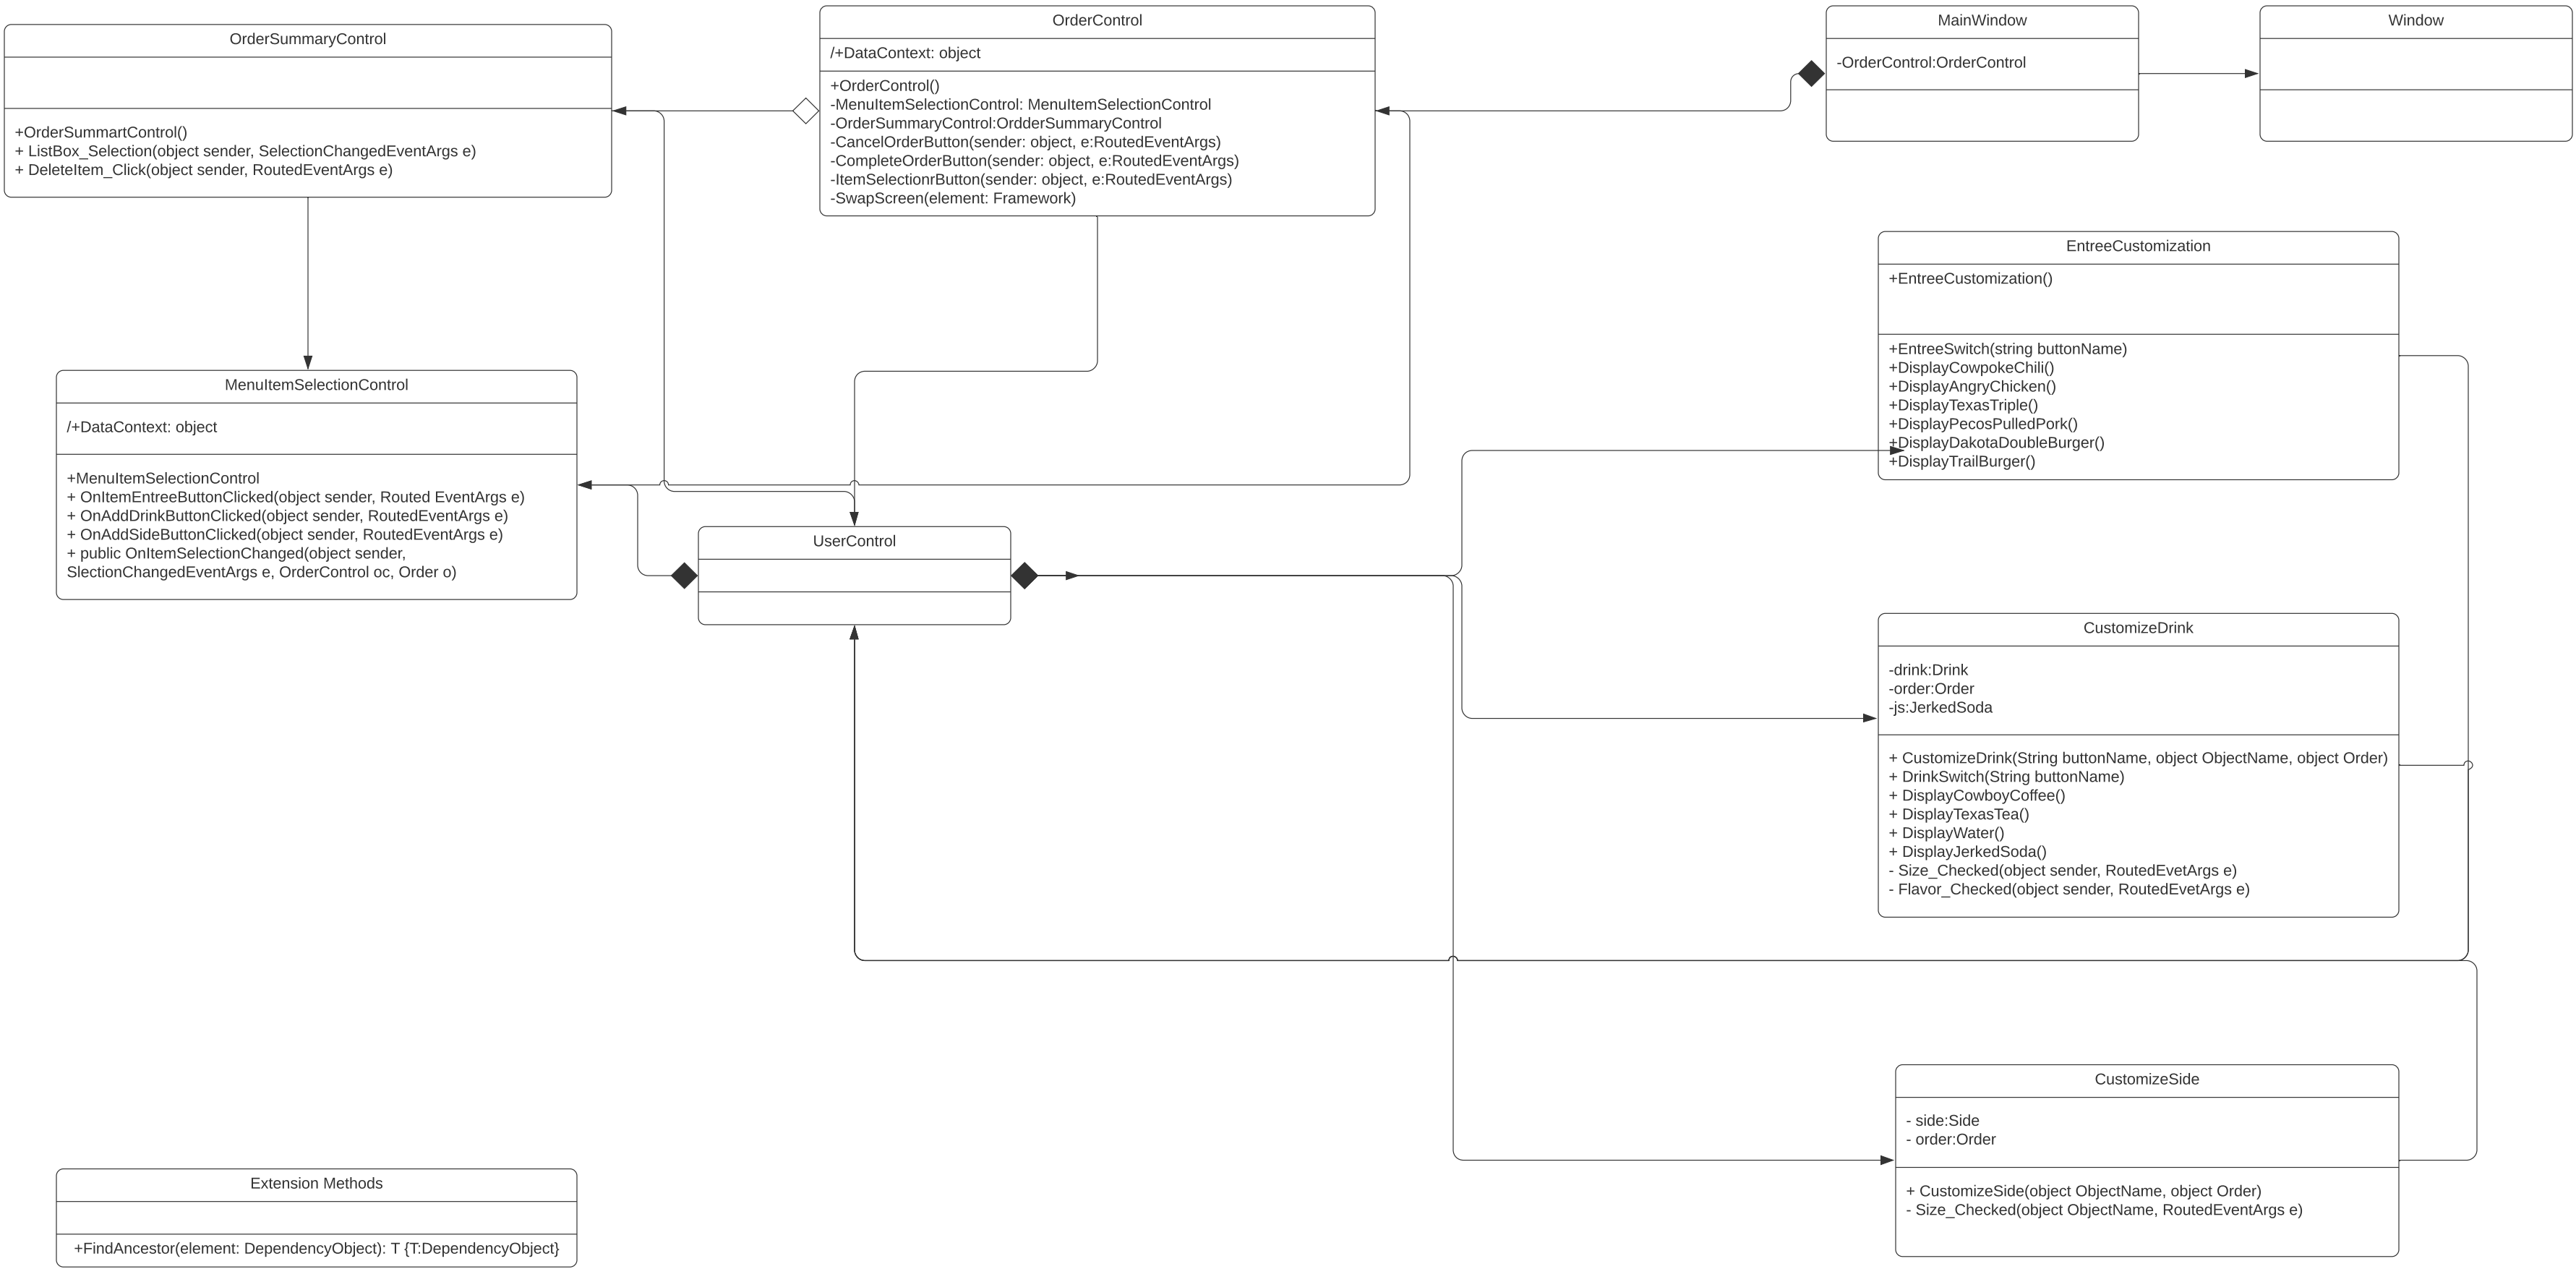 OrderSummaryControl
+OrderSummartControl()
+ ListBox_Selection(object sender, SelectionChangedEventArgs e)
+ DeleteItem_Click(object sender, RoutedEventArgs e)
OrderControl
/+DataContext: object
+OrderControl()
-MenuItemSelectionControl: MenuItemSelectionControl
-OrderSummaryControl:OrdderSummaryControl
-CancelOrderButton(sender: object, e:RoutedEventArgs)
-CompleteOrderButton(sender: object, e:RoutedEventArgs)
-ItemSelectionrButton(sender: object, e:RoutedEventArgs)
-SwapScreen(element: Framework)
MainWindow
-OrderControl:OrderControl
Window
EntreeCustomization
+EntreeCustomization()
+EntreeSwitch(string buttonName)
+DisplayCowpokeChili()
+DisplayAngryChicken()
+DisplayTexasTriple()
+DisplayPecosPulledPork()
+DisplayDakotaDoubleBurger()
+DisplayTrailBurger()
MenuItemSelectionControl
/+DataContext: object
+MenuItemSelectionControl
+ OnItemEntreeButtonClicked(object sender, Routed EventArgs e)
+ OnAddDrinkButtonClicked(object sender, RoutedEventArgs e)
+ OnAddSideButtonClicked(object sender, RoutedEventArgs e)
+ public OnItemSelectionChanged(object sender,
SlectionChangedEventArgs e, OrderControl oc, Order o)
UserControl
CustomizeDrink
-drink:Drink
-order:Order
-js:JerkedSoda
+ CustomizeDrink(String buttonName, object ObjectName, object Order)
+ DrinkSwitch(String buttonName)
+ DisplayCowboyCoffee()
+ DisplayTexasTea()
+ DisplayWater()
+ DisplayJerkedSoda()
- Size_Checked(object sender, RoutedEvetArgs e)
- Flavor_Checked(object sender, RoutedEvetArgs e)
CustomizeSide
- side:Side
- order:Order
+ CustomizeSide(object ObjectName, object Order)
- Size_Checked(object ObjectName, RoutedEventArgs e)
Extension Methods
+FindAncestor(element: DependencyObject): T {T:DependencyObject}